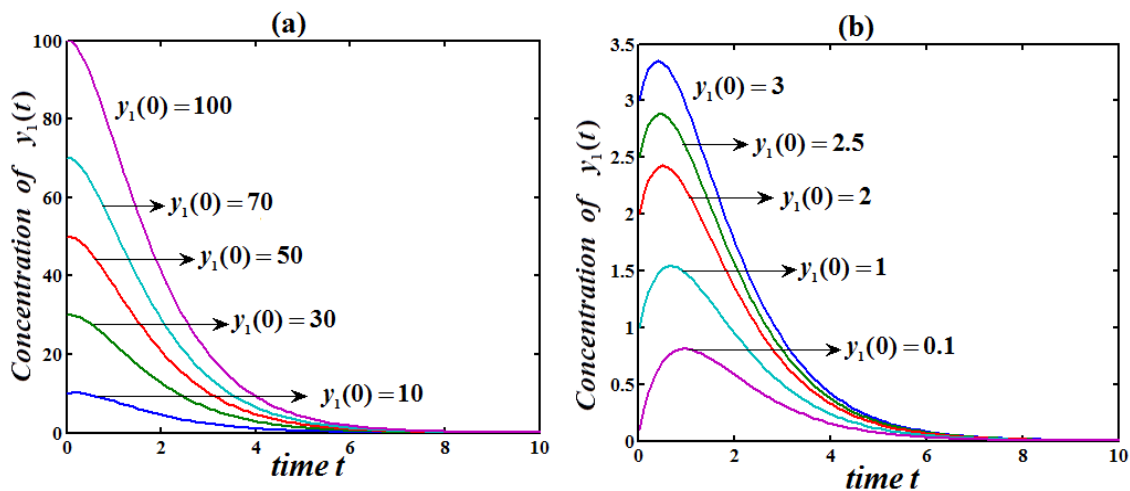 (a)
Concentration of y₁(t)
100
80
60
40
20
0
y₁(0) = 100
y₁(0) = 70
y₁(0) = 50
y₁(0) = 30
y₁(0) = 10
0 2 4 6 8 10
time t
(b)
Concentration of y₁(t)
3.5
3
2.5
2
1.5
1
0.5
0
y₁(0) = 3
y₁(0) = 2.5
y₁(0) = 2
y₁(0) = 1
y₁(0) = 0.1
0 2 4 6 8 10
time t